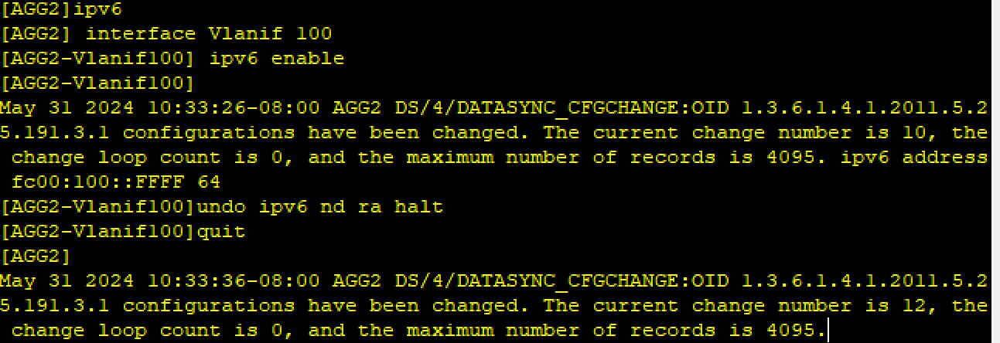 [AGG2]ipv6
[AGG2] interface Vlanif 100
[AGG2-Vlanif100] ipv6 enable
[AGG2-Vlanif100]
May 31 2024 10:33:26-08:00 AGG2 DS/4/DATASYNC_CFGCHANGE:OID 1.3.6.1.4.1.2011.5.2
5.191.3.1 configurations have been changed. The current change number is 10, the
 change loop count is 0, and the maximum number of records is 4095. ipv6 address
 fc00:100::FFFF 64
[AGG2-Vlanif100]undo ipv6 nd ra halt
[AGG2-Vlanif100]quit
[AGG2]
May 31 2024 10:33:36-08:00 AGG2 DS/4/DATASYNC_CFGCHANGE:OID 1.3.6.1.4.1.2011.5.2
5.191.3.1 configurations have been changed. The current change number is 12, the
 change loop count is 0, and the maximum number of records is 4095.